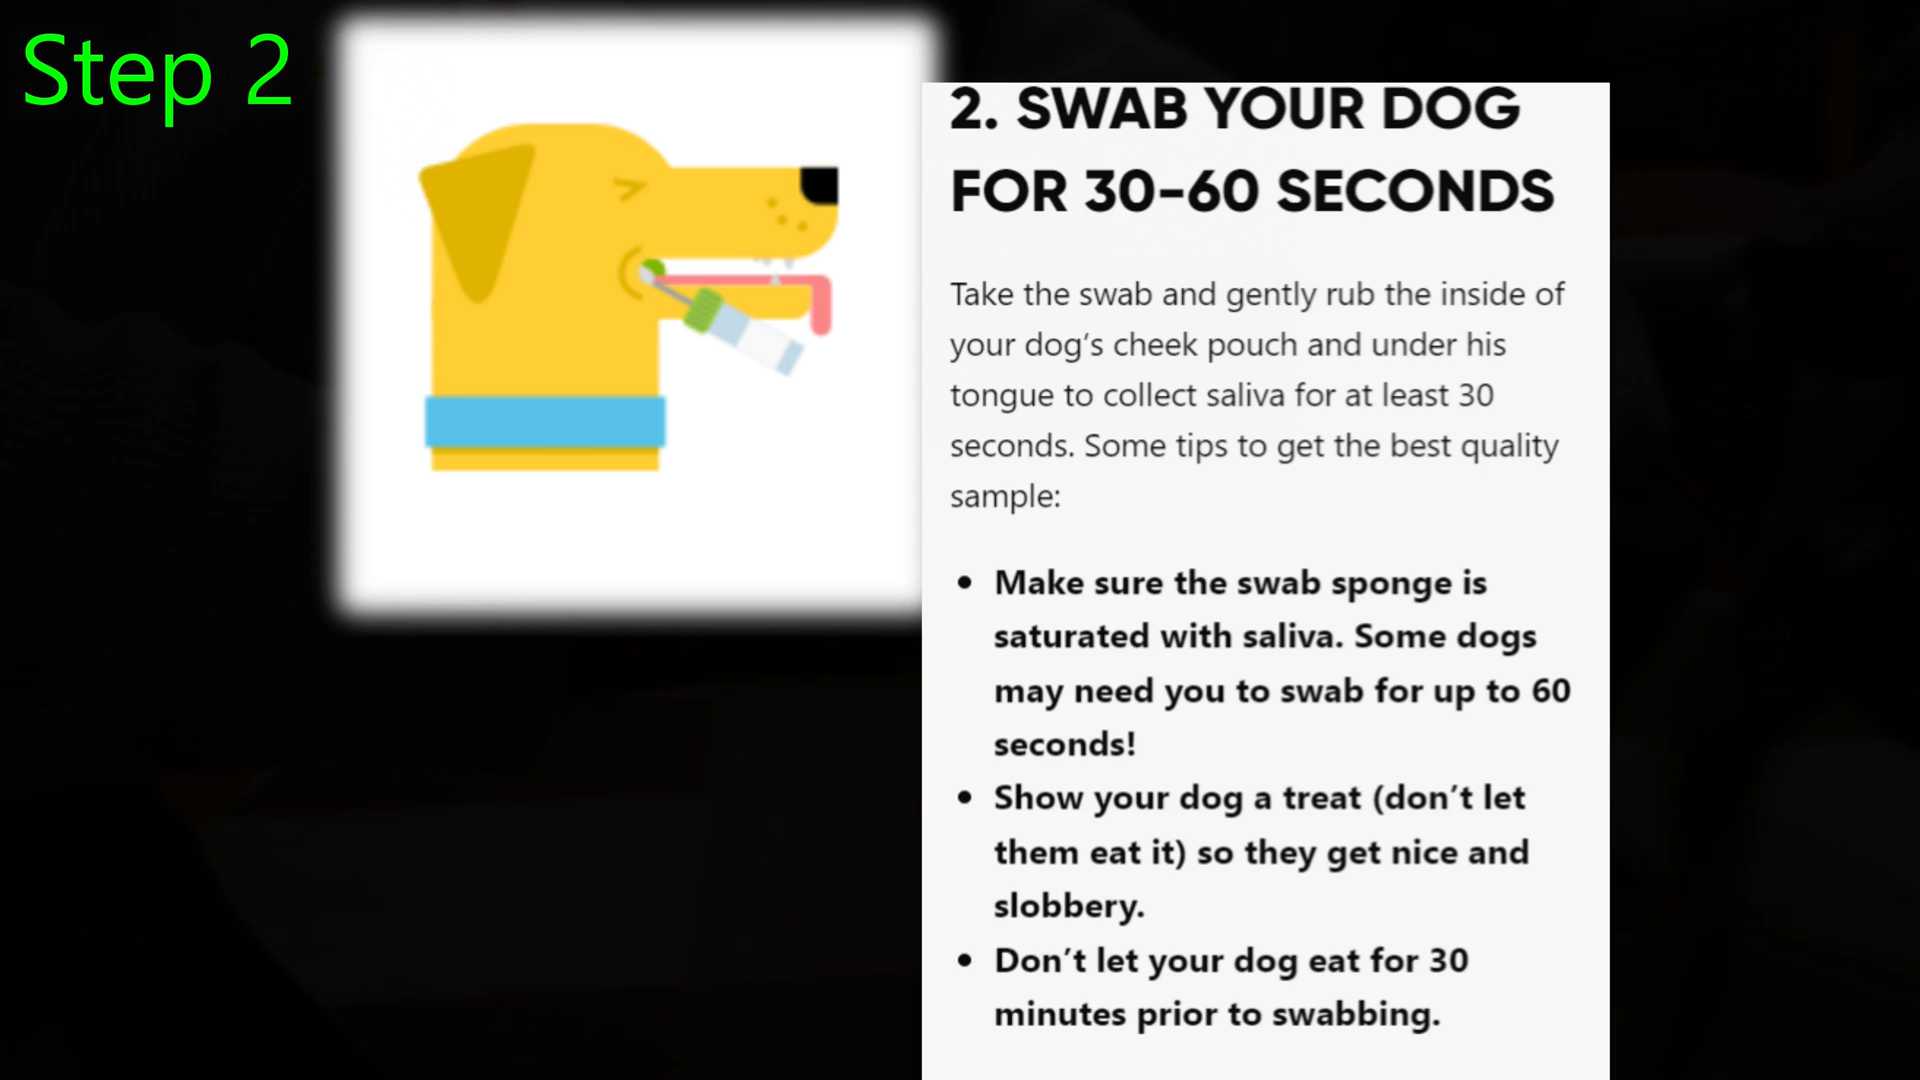 Step 2
2. SWAB YOUR DOG
FOR 30-60 SECONDS
Take the swab and gently rub the inside of
your dog’s cheek pouch and under his
tongue to collect saliva for at least 30
seconds. Some tips to get the best quality
sample:
• Make sure the swab sponge is
saturated with saliva. Some dogs
may need you to swab for up to 60
seconds!
• Show your dog a treat (don’t let
them eat it) so they get nice and
slobbery.
• Don’t let your dog eat for 30
minutes prior to swabbing.